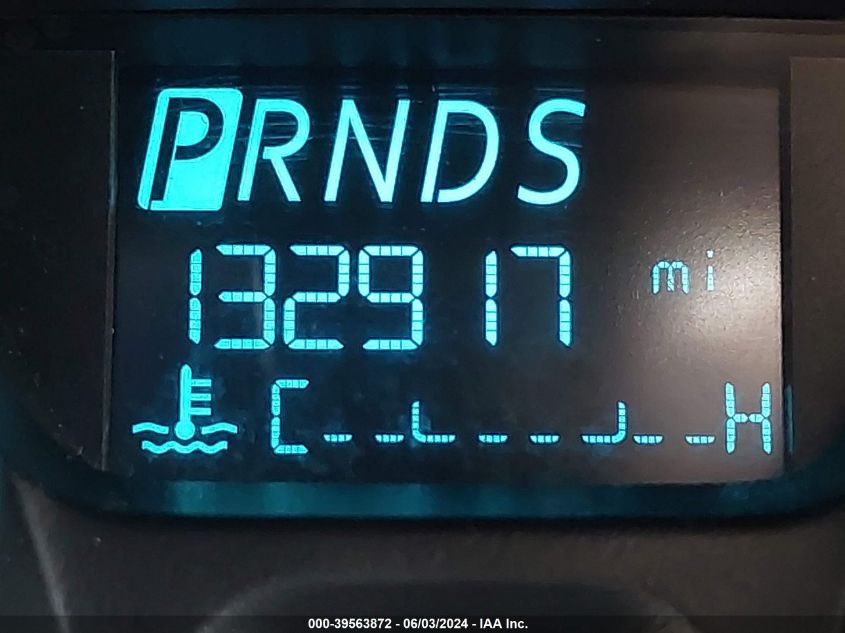 PRNDS
132917 mi
C H
000-39563872 - 06/03/2024 - IAA Inc.